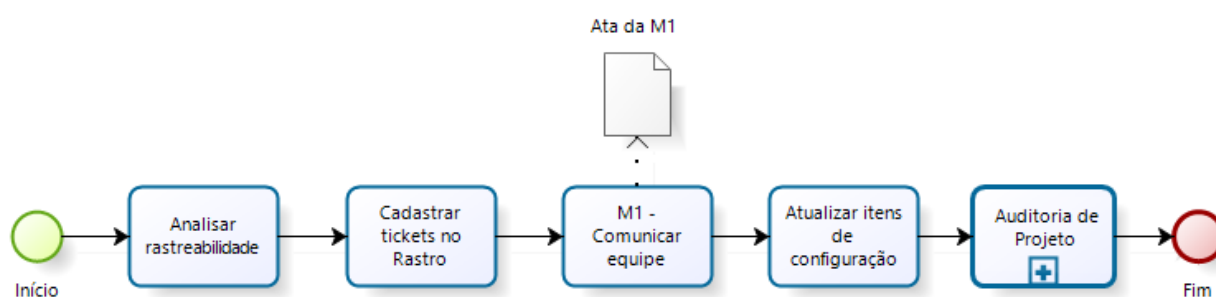 Ata da M1
Início
Analisar
rastreabilidade
Cadastrar
tickets no
Rastro
M1 -
Comunicar
equipe
Atualizar itens
de
configuração
Auditoria de
Projeto
Fim